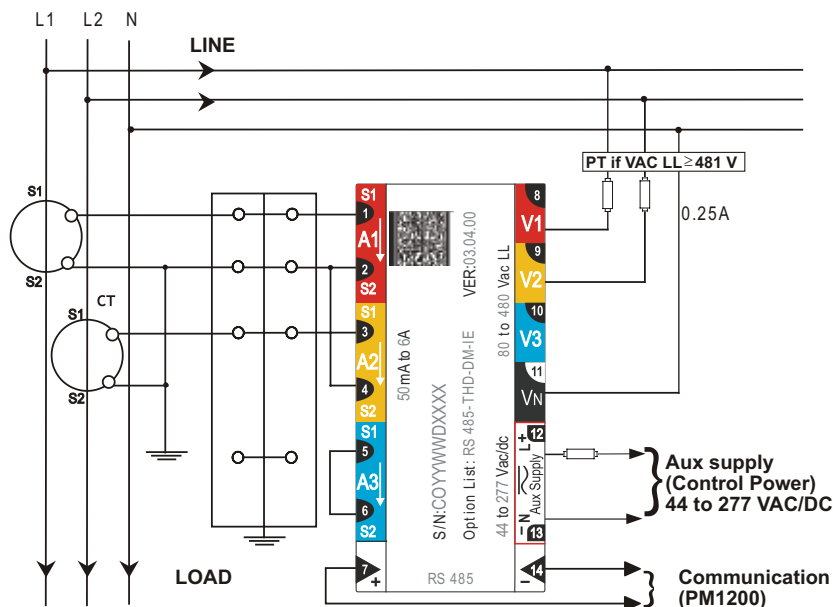 L1 L2 N
LINE
PT if VAC LL≥481 V
0.25A
S1
S2
CT
S1
S2
S1
1
A1
2
S2
S1
3
A2
4
S2
S1
5
A3
6
S2
7
+
50 mA to 6A
S/N:COYYWWDXXXX
Option List: RS 485-THD-DM-IE
VER:03.04.00
80 to 480 Vac LL
44 to 277 Vac/dc
RS 485
8
V1
9
V2
10
V3
11
VN
12
L+
Aux Supply
N
13
14
–
Aux supply
(Control Power)
44 to 277 VAC/DC
LOAD
Communication
(PM1200)